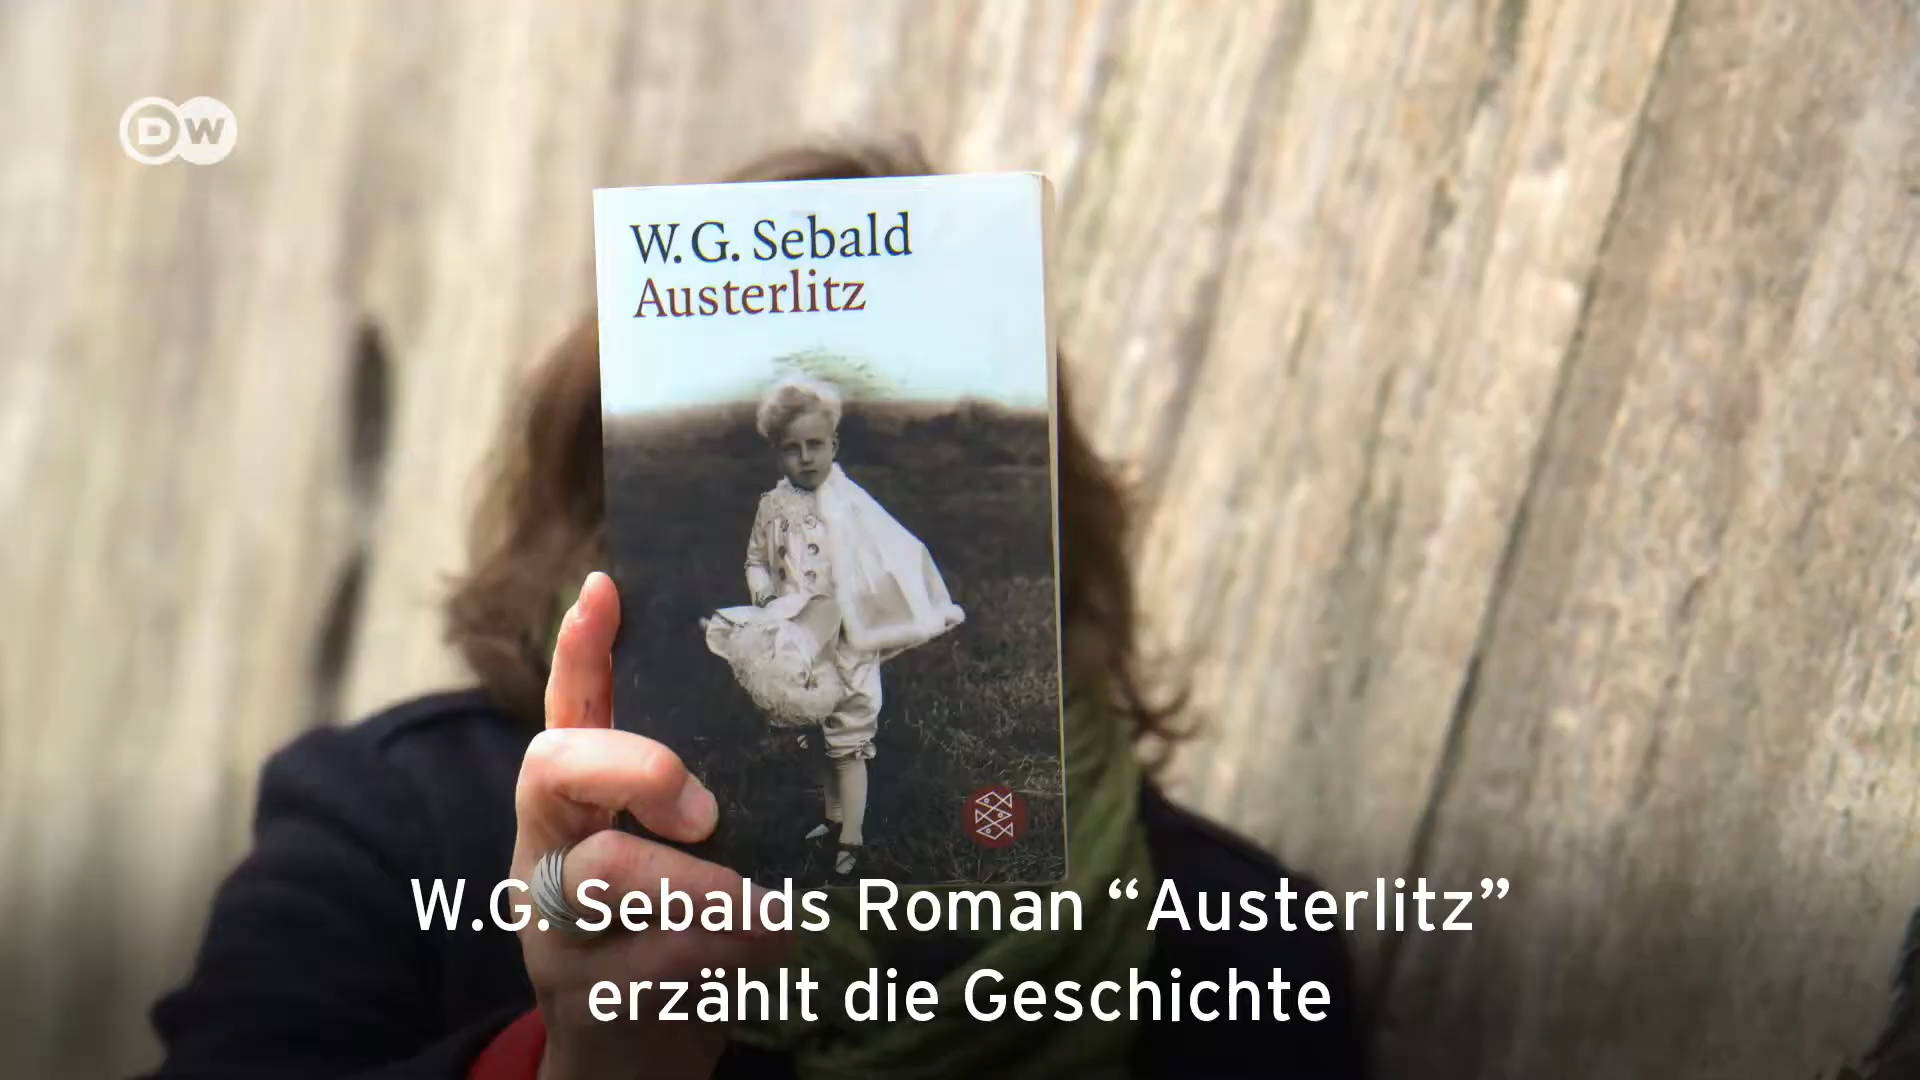 DW
W. G. Sebald
Austerlitz
W.G. Sebalds Roman “Austerlitz”
erzählt die Geschichte